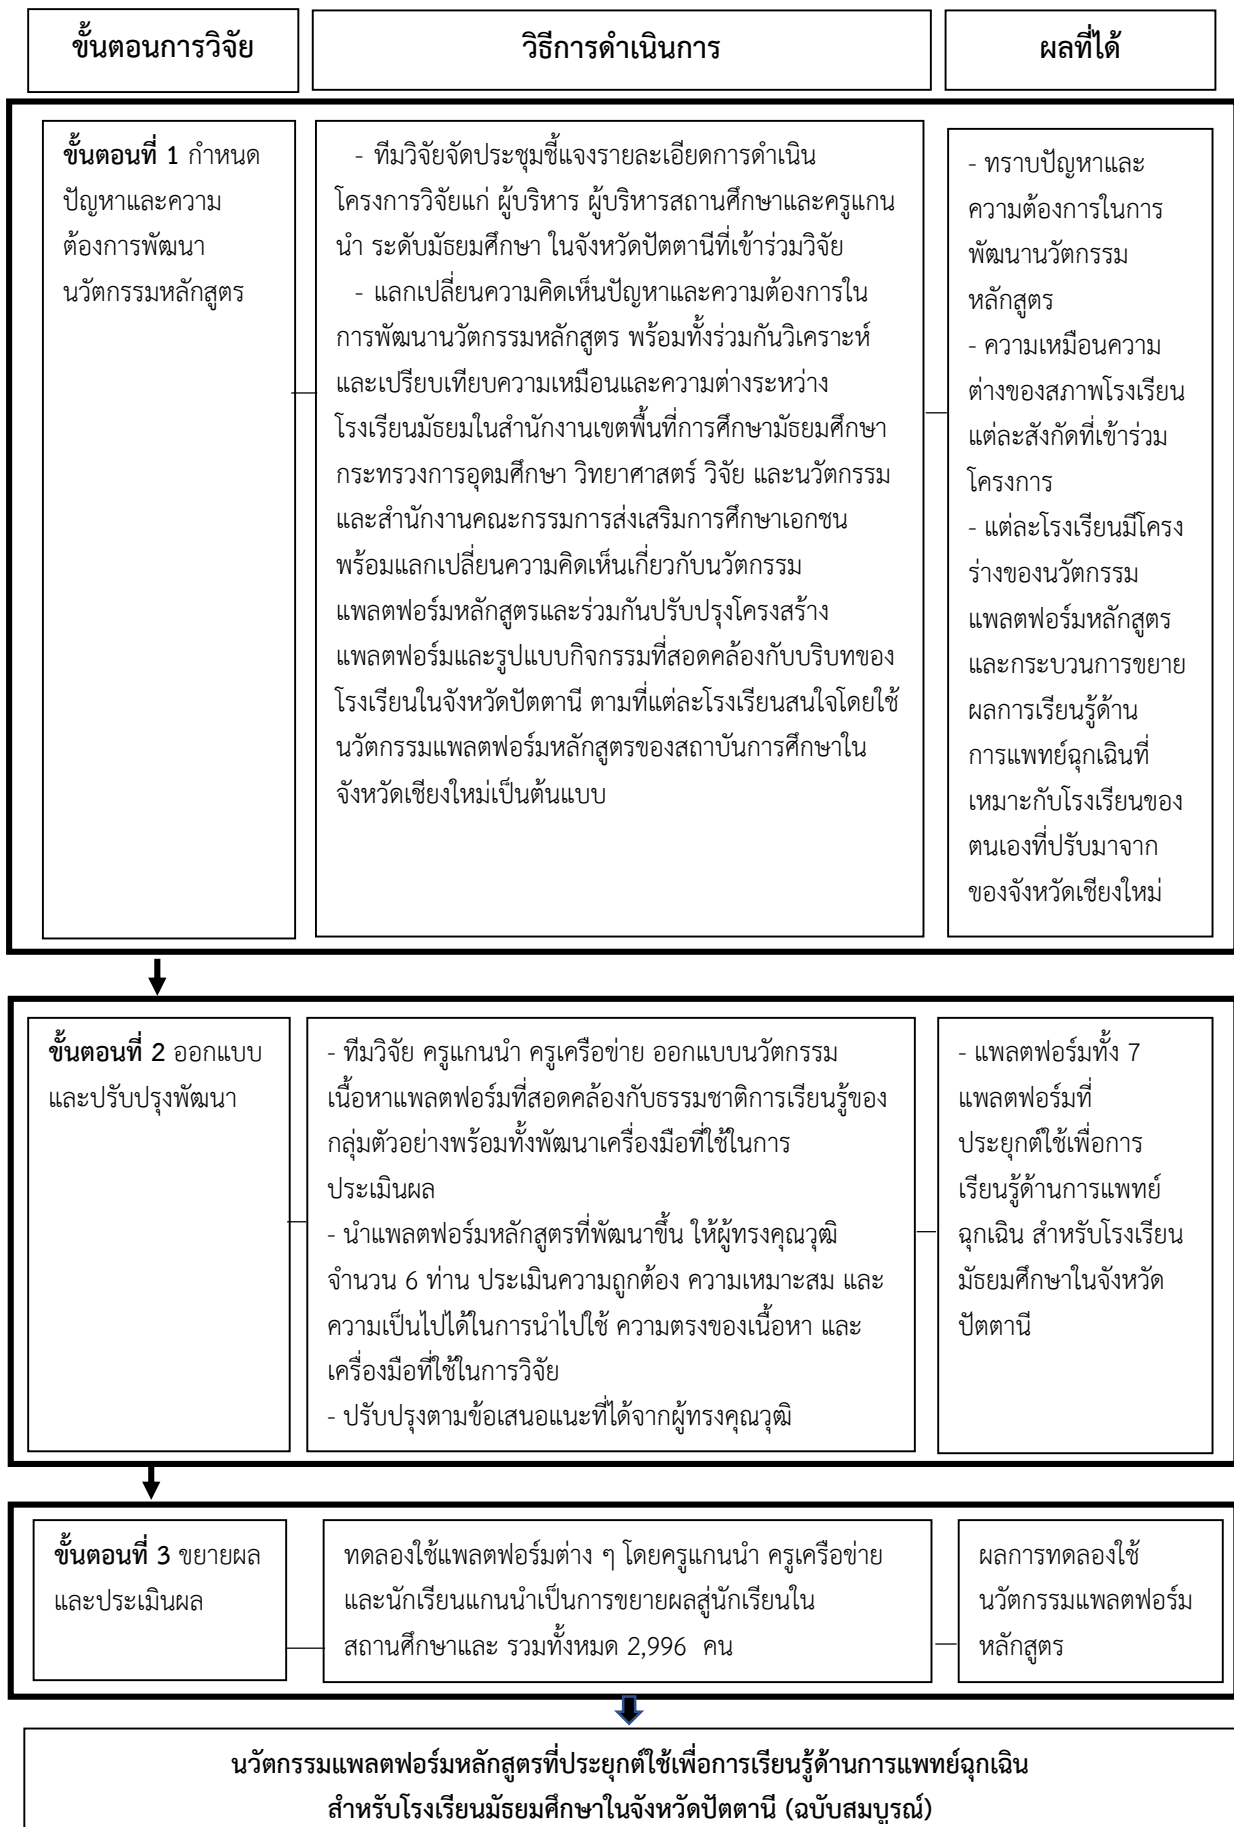 ขั้นตอนการวิจัย
วิธีการดำเนินการ
ผลที่ได้
ขั้นตอนที่ 1 กำหนด
ปัญหาและความ
ต้องการพัฒนา
นวัตกรรมหลักสูตร
- ทีมวิจัยจัดประชุมชี้แจงรายละเอียดการดำเนิน
โครงการวิจัยแก่ ผู้บริหาร ผู้บริหารสถานศึกษาและครูแกน
นำ ระดับมัธยมศึกษา ในจังหวัดปัตตานีที่เข้าร่วมวิจัย
- แลกเปลี่ยนความคิดเห็นปัญหาและความต้องการใน
การพัฒนานวัตกรรมหลักสูตร พร้อมทั้งร่วมกันวิเคราะห์
และเปรียบเทียบความเหมือนและความต่างระหว่าง
โรงเรียนมัธยมในสำนักงานเขตพื้นที่การศึกษามัธยมศึกษา
กระทรวงการอุดมศึกษา วิทยาศาสตร์ วิจัย และนวัตกรรม
และสำนักงานคณะกรรมการส่งเสริมการศึกษาเอกชน
พร้อมแลกเปลี่ยนความคิดเห็นเกี่ยวกับนวัตกรรม
แพลตฟอร์มหลักสูตรและร่วมกันปรับปรุงโครงสร้าง
แพลตฟอร์มและรูปแบบกิจกรรมที่สอดคล้องกับบริบทของ
โรงเรียนในจังหวัดปัตตานี ตามที่แต่ละโรงเรียนสนใจโดยใช้
นวัตกรรมแพลตฟอร์มหลักสูตรของสถาบันการศึกษาใน
จังหวัดเชียงใหม่เป็นต้นแบบ
- ทราบปัญหาและ
ความต้องการในการ
พัฒนานวัตกรรม
หลักสูตร
- ความเหมือนความ
ต่างของสภาพโรงเรียน
แต่ละสังกัดที่เข้าร่วม
โครงการ
- แต่ละโรงเรียนมีโครง
ร่างของนวัตกรรม
แพลตฟอร์มหลักสูตร
และกระบวนการขยาย
ผลการเรียนรู้ด้าน
การแพทย์ฉุกเฉินที่
เหมาะกับโรงเรียนของ
ตนเองที่ปรับมาจาก
ของจังหวัดเชียงใหม่
ขั้นตอนที่ 2 ออกแบบ
และปรับปรุงพัฒนา
- ทีมวิจัย ครูแกนนำ ครูเครือข่าย ออกแบบนวัตกรรม
เนื้อหาแพลตฟอร์มที่สอดคล้องกับธรรมชาติการเรียนรู้ของ
กลุ่มตัวอย่างพร้อมทั้งพัฒนาเครื่องมือที่ใช้ในการ
ประเมินผล
- นำแพลตฟอร์มหลักสูตรที่พัฒนาขึ้น ให้ผู้ทรงคุณวุฒิ
จำนวน 6 ท่าน ประเมินความถูกต้อง ความเหมาะสม และ
ความเป็นไปได้ในการนำไปใช้ ความตรงของเนื้อหา และ
เครื่องมือที่ใช้ในการวิจัย
- ปรับปรุงตามข้อเสนอแนะที่ได้จากผู้ทรงคุณวุฒิ
- แพลตฟอร์มทั้ง 7
แพลตฟอร์มที่
ประยุกต์ใช้เพื่อการ
เรียนรู้ด้านการแพทย์
ฉุกเฉิน สำหรับโรงเรียน
มัธยมศึกษาในจังหวัด
ปัตตานี
ขั้นตอนที่ 3 ขยายผล
และประเมินผล
ทดลองใช้แพลตฟอร์มต่าง ๆ โดยครูแกนนำ ครูเครือข่าย
และนักเรียนแกนนำเป็นการขยายผลสู่นักเรียนใน
สถานศึกษาและ รวมทั้งหมด 2,996 คน
ผลการทดลองใช้
นวัตกรรมแพลตฟอร์ม
หลักสูตร
นวัตกรรมแพลตฟอร์มหลักสูตรที่ประยุกต์ใช้เพื่อการเรียนรู้ด้านการแพทย์ฉุกเฉิน
สำหรับโรงเรียนมัธยมศึกษาในจังหวัดปัตตานี (ฉบับสมบูรณ์)